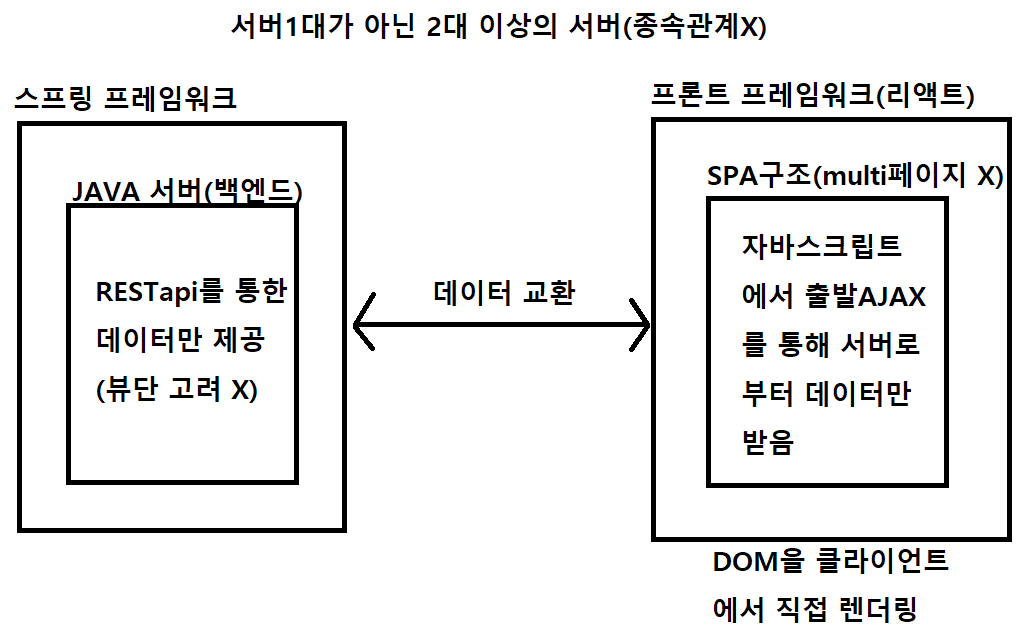 서버1대가 아닌 2대 이상의 서버(종속관계X)
스프링 프레임워크
JAVA 서버(백엔드)
RESTapi를 통한
데이터만 제공
(뷰단 고려 X)
데이터 교환
프론트 프레임워크(리액트)
SPA구조(multi페이지 X)
자바스크립트
에서 출발AJAX
를 통해 서버로
부터 데이터만
받음
DOM을 클라이언트
에서 직접 렌더링